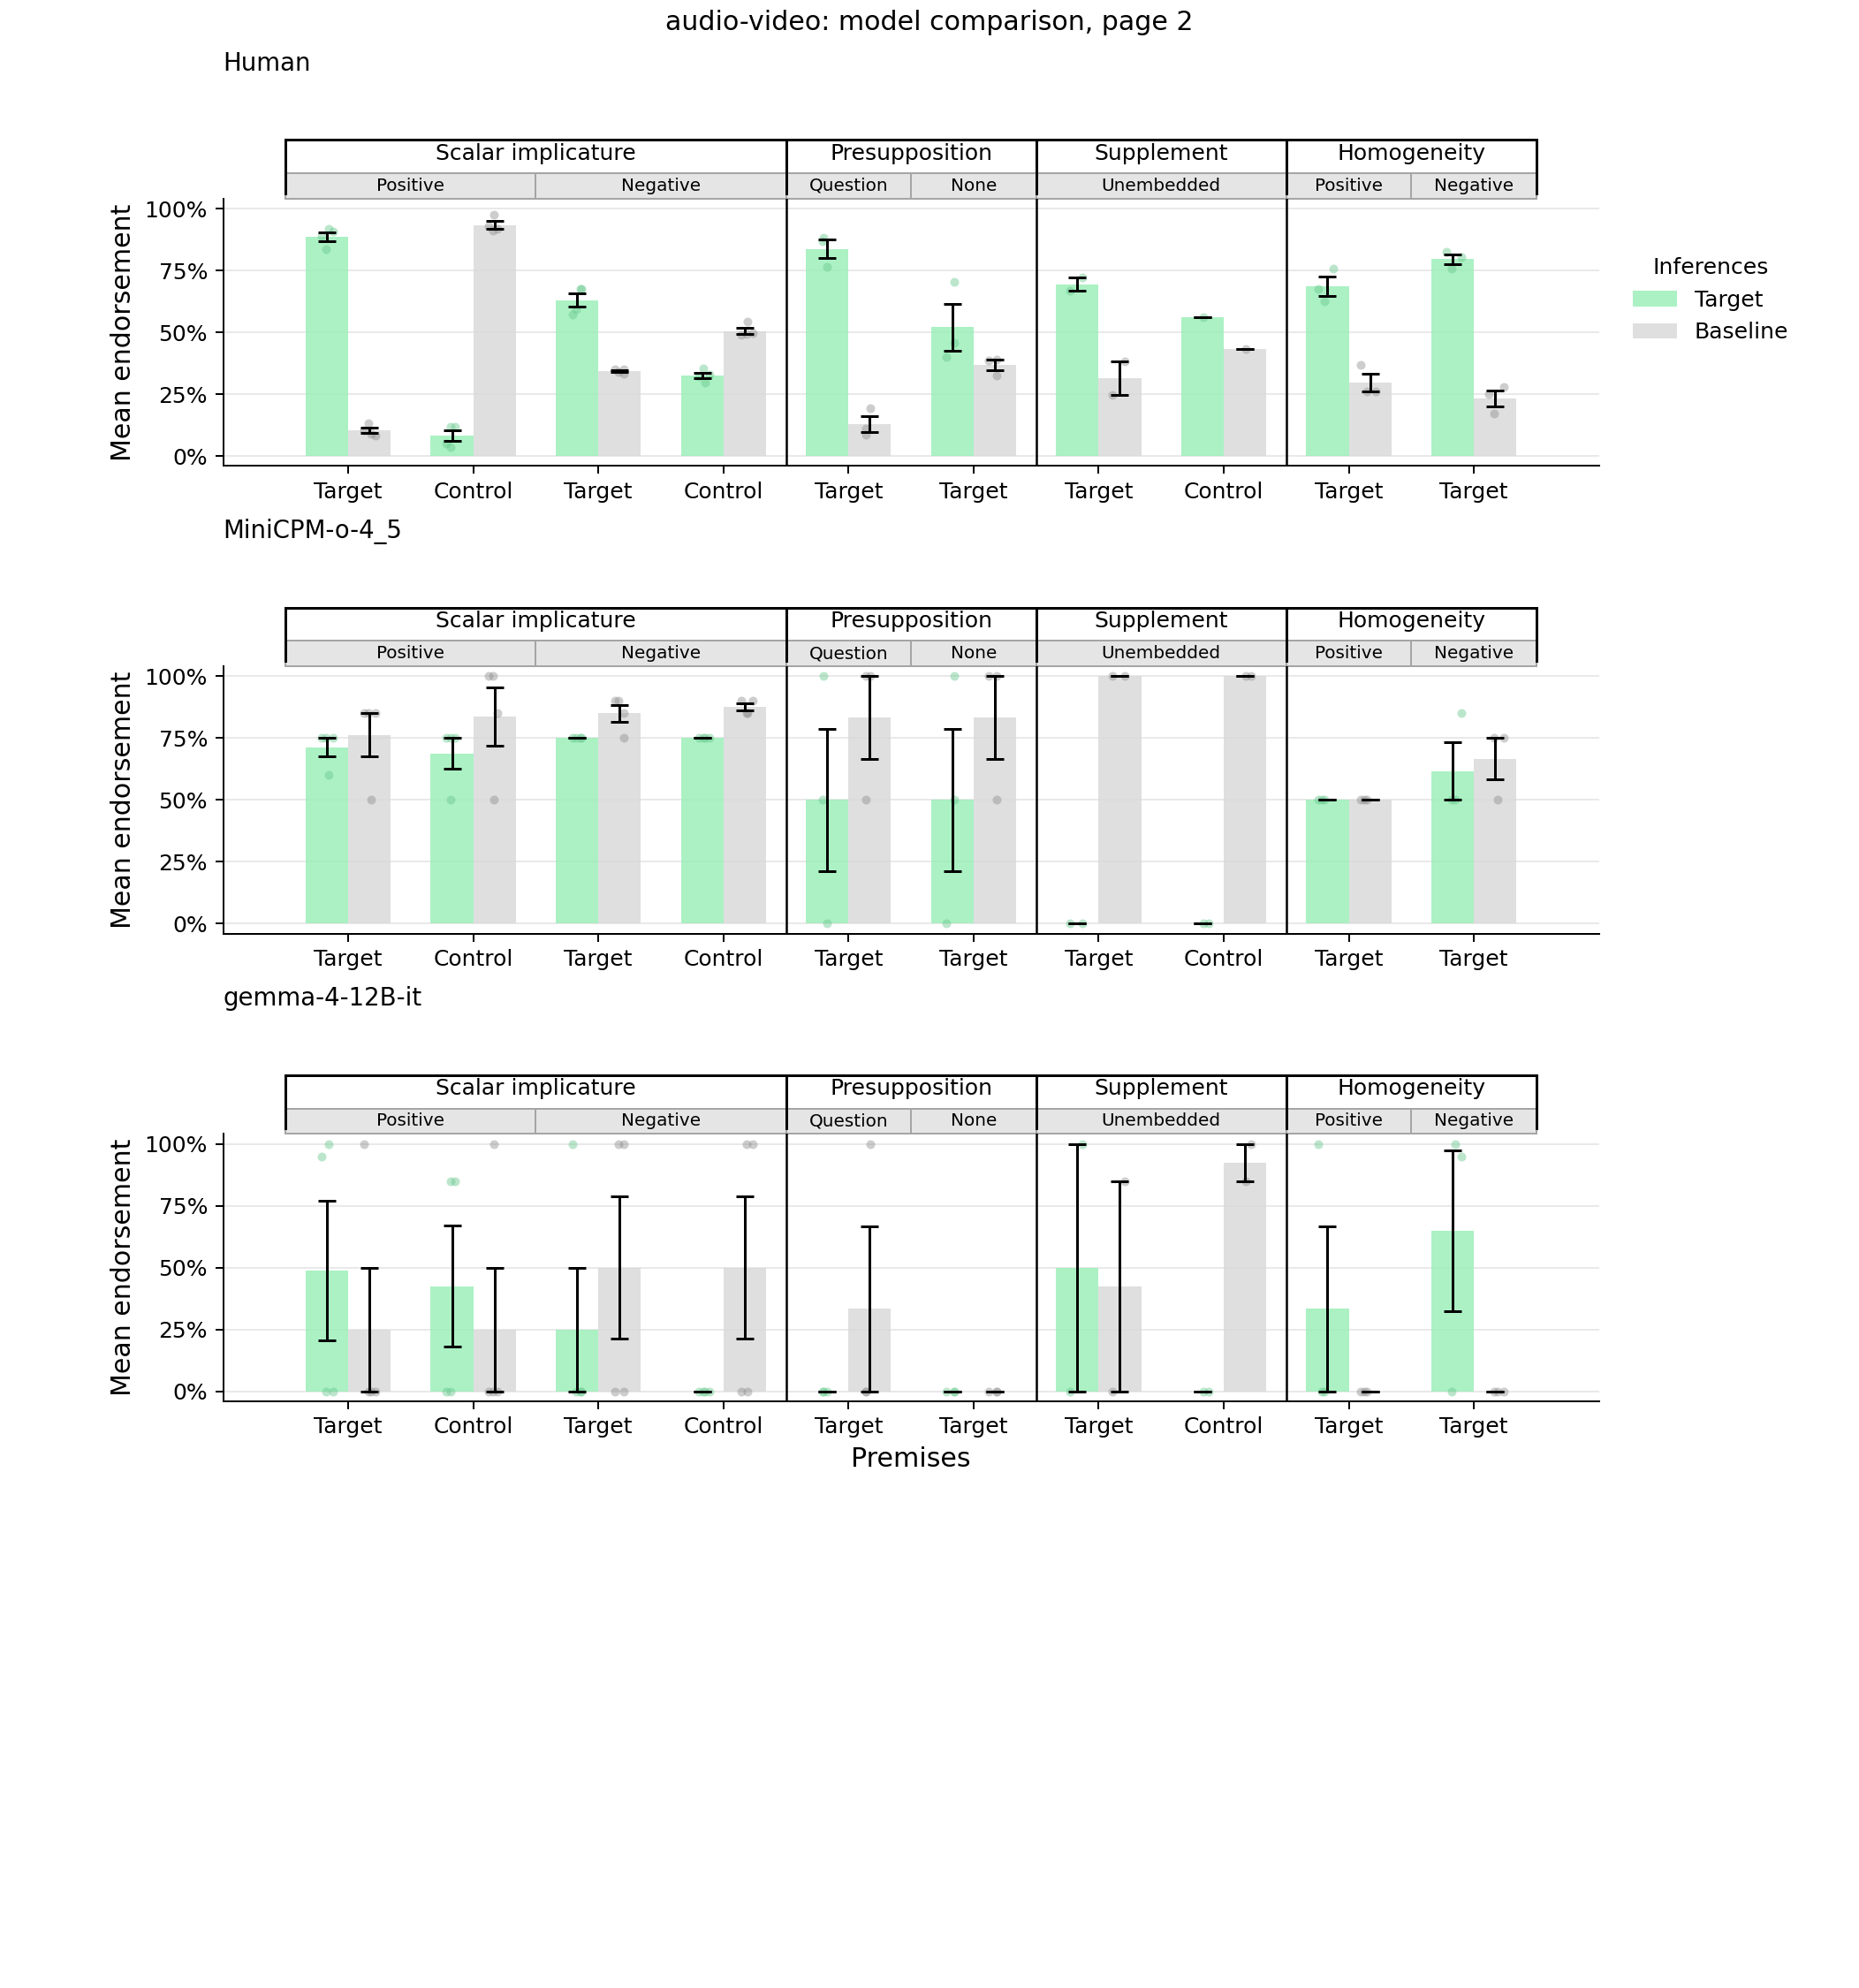 audio-video: model comparison, page 2
Human
Scalar implicature Presupposition Supplement Homogeneity
Positive Negative Question None Unembedded Positive Negative
Mean endorsement
100%
75%
50%
25%
0%
Target Control Target Control Target Target Target Control Target Target
Inferences
Target
Baseline
MiniCPM-o-4_5
Scalar implicature Presupposition Supplement Homogeneity
Positive Negative Question None Unembedded Positive Negative
Mean endorsement
100%
75%
50%
25%
0%
Target Control Target Control Target Target Target Control Target Target
gemma-4-12B-it
Scalar implicature Presupposition Supplement Homogeneity
Positive Negative Question None Unembedded Positive Negative
Mean endorsement
100%
75%
50%
25%
0%
Target Control Target Control Target Target Target Control Target Target
Premises